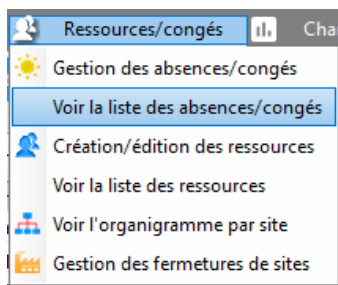 Ressources/congés
Gestion des absences/congés
Voir la liste des absences/congés
Création/édition des ressources
Voir la liste des ressources
Voir l'organigramme par site
Gestion des fermetures de sites